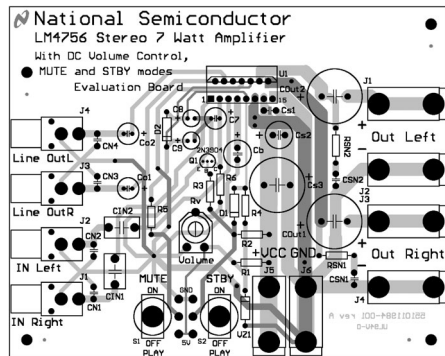 National Semiconductor
LM4756 Stereo 7 Watt Amplifier
With DC Volume Control,
MUTE and STBY modes
Evaluation Board
U1
1
15
COut2
J1
J4
C8
C7
Cs1
D2
Line OutL
CN4
Co2
C9
Cs2
RSN2
Out Left
2N3904
Q1
Cb
J3
CN3
Co1
R3
R6
Cs3
CSN2
Line OutR
CIN2
Rv
J2
J3
J2
R5
D1
R4
COut1
CN2
R2
Out Right
IN Left
Volume
+VCC GND
J1
MUTE
STBY
R1
J5
J6
RSN1
CN1
CIN1
ON
GND
ON
CSN1
IN Right
J4
S1
OFF
5V
S2
OFF
VZ1
PLAY
PLAY